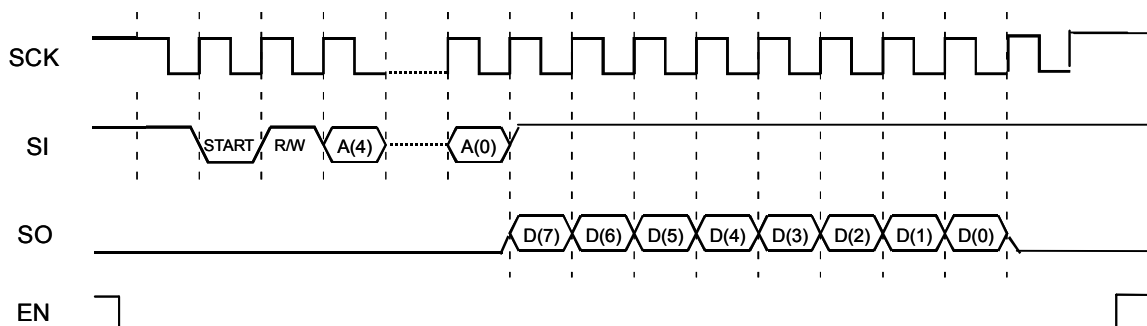 SCK
SI START R/W A(4) A(0)
SO D(7) D(6) D(5) D(4) D(3) D(2) D(1) D(0)
EN